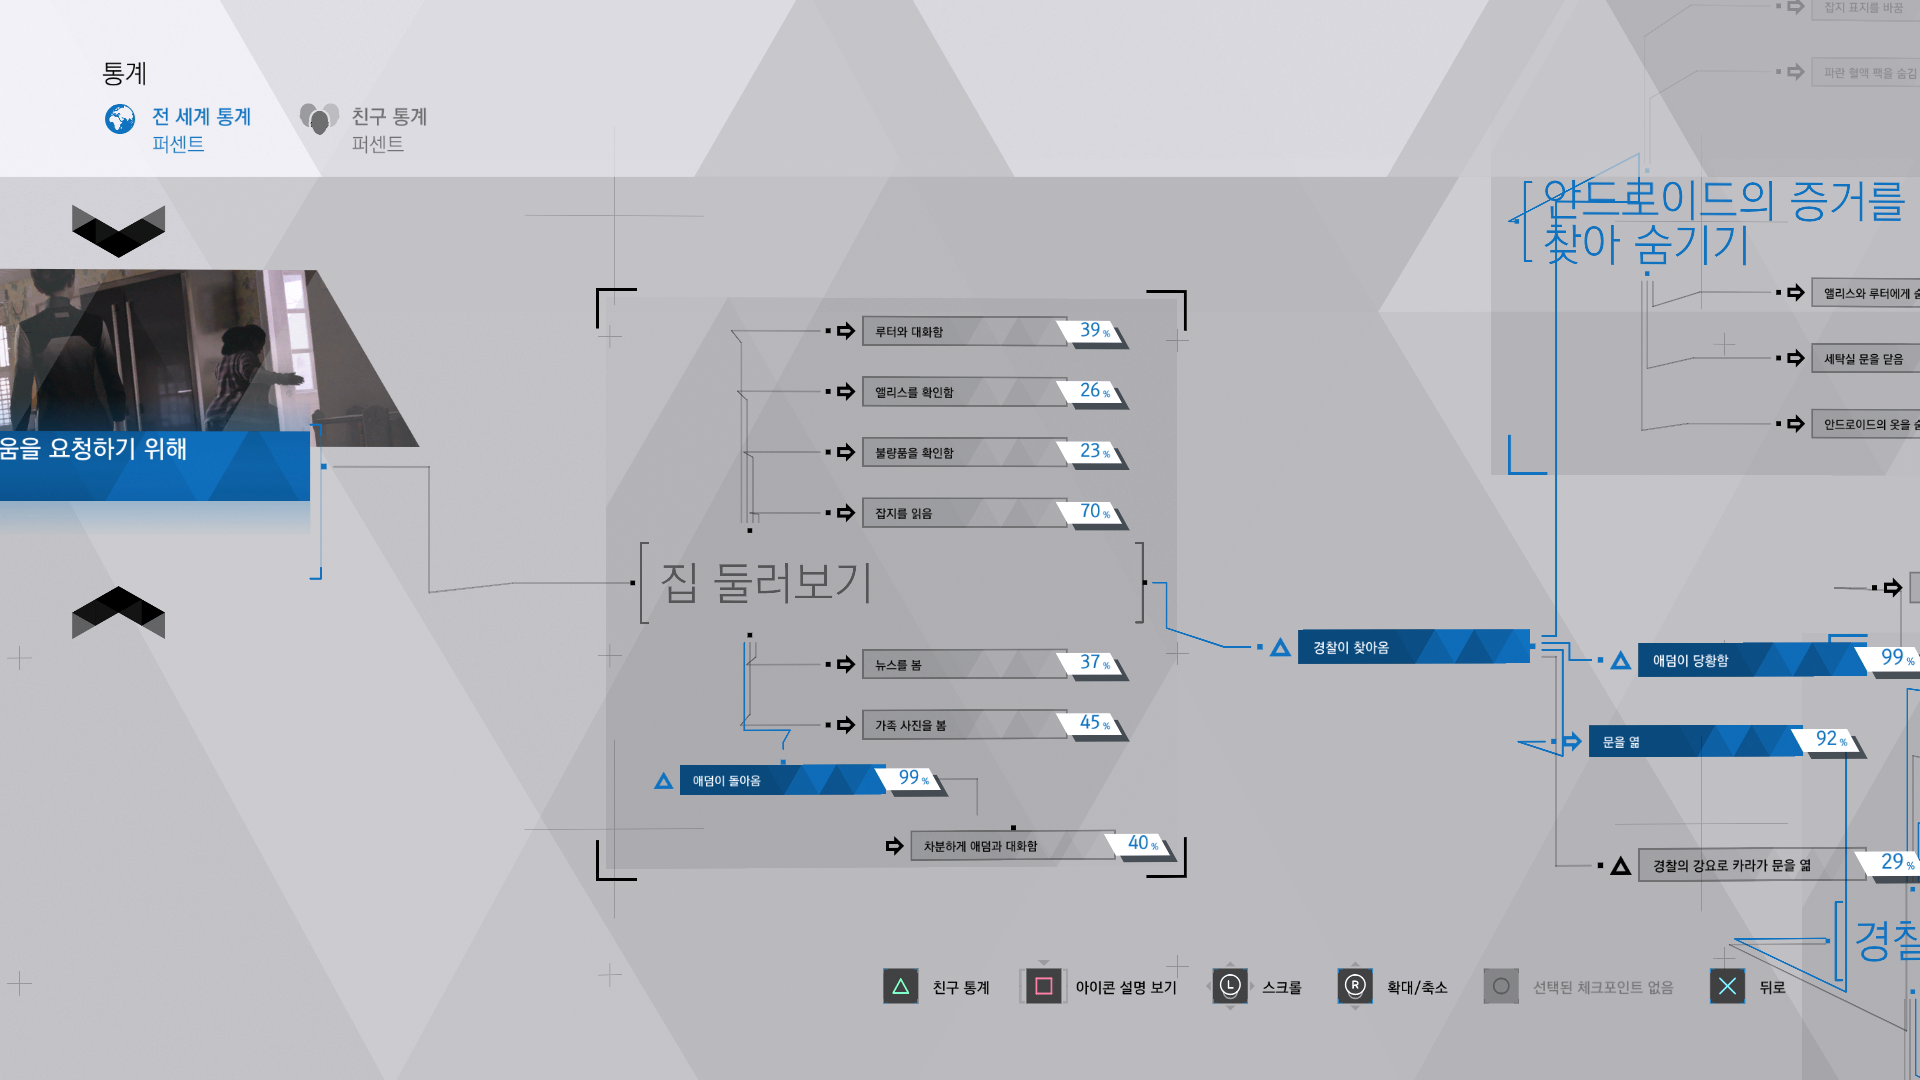 통계
전 세계 통계
퍼센트
친구 통계
퍼센트
잡지 표지를 바꿈
파란 혈액 팩을 숨김
안드로이드의 증거를
찾아 숨기기
앨리스와 루터에게
세탁실 문을 닫음
안드로이드의 옷을
움을 요청하기 위해
루터와 대화함 39%
앨리스를 확인함 26%
불량품을 확인함 23%
잡지를 읽음 70%
집 둘러보기
뉴스를 봄 37%
가족 사진을 봄 45%
애덤이 돌아옴 99%
차분하게 애덤과 대화함 40%
경찰이 찾아옴
애덤이 당황함 99%
문을 엶 92%
경찰의 강요로 카라가 문을 엶 29%
경찰
친구 통계
아이콘 설명 보기
L 스크롤
R 확대/축소
선택된 체크포인트 없음
뒤로